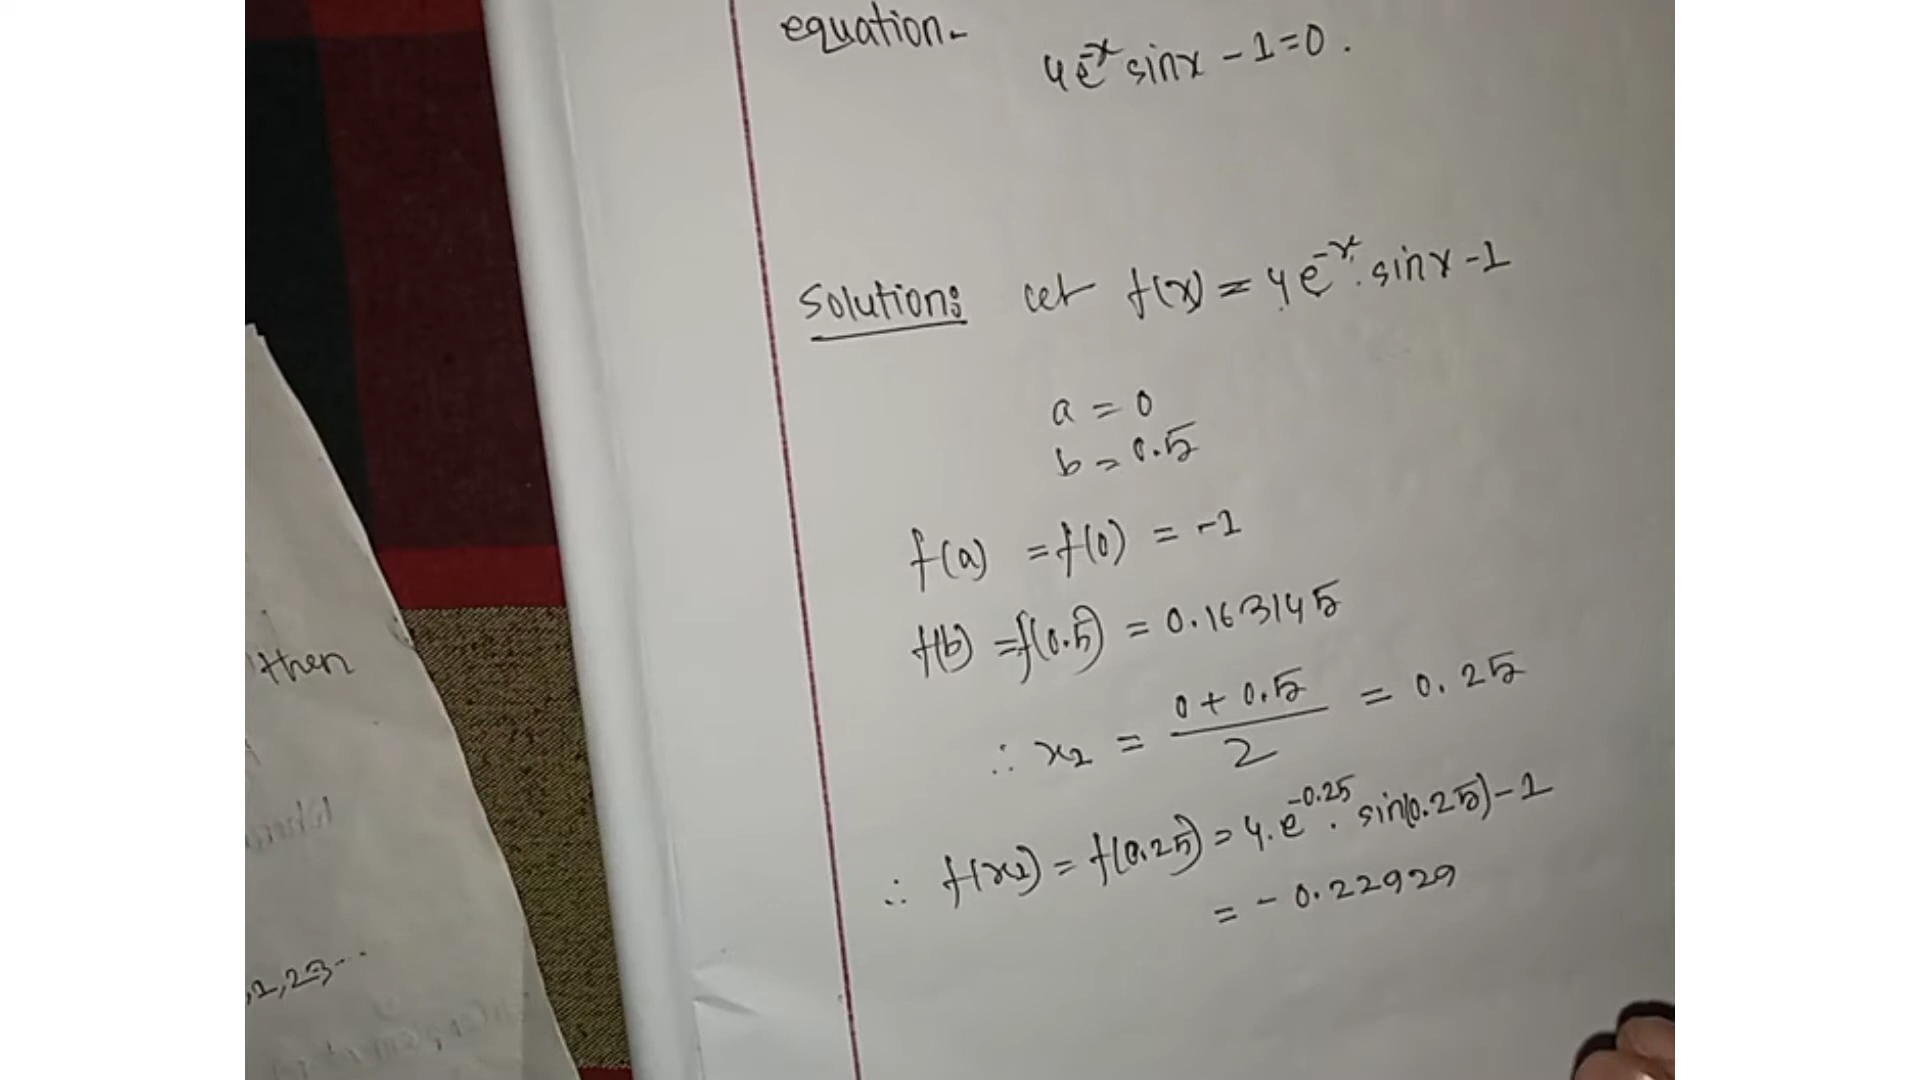 equation-
4e^-x sinx - 1 = 0.
Solution: Let f(x) = 4e^-x. sinx - 1
a = 0
b = 0.5
f(a) = f(0) = -1
f(b) = f(0.5) = 0.163145
∴ x2 = (0 + 0.5)/2 = 0.25
∴ f(x2) = f(0.25) = 4. e^-0.25 . sin(0.25) - 1
= - 0.22929
then
,1,23...